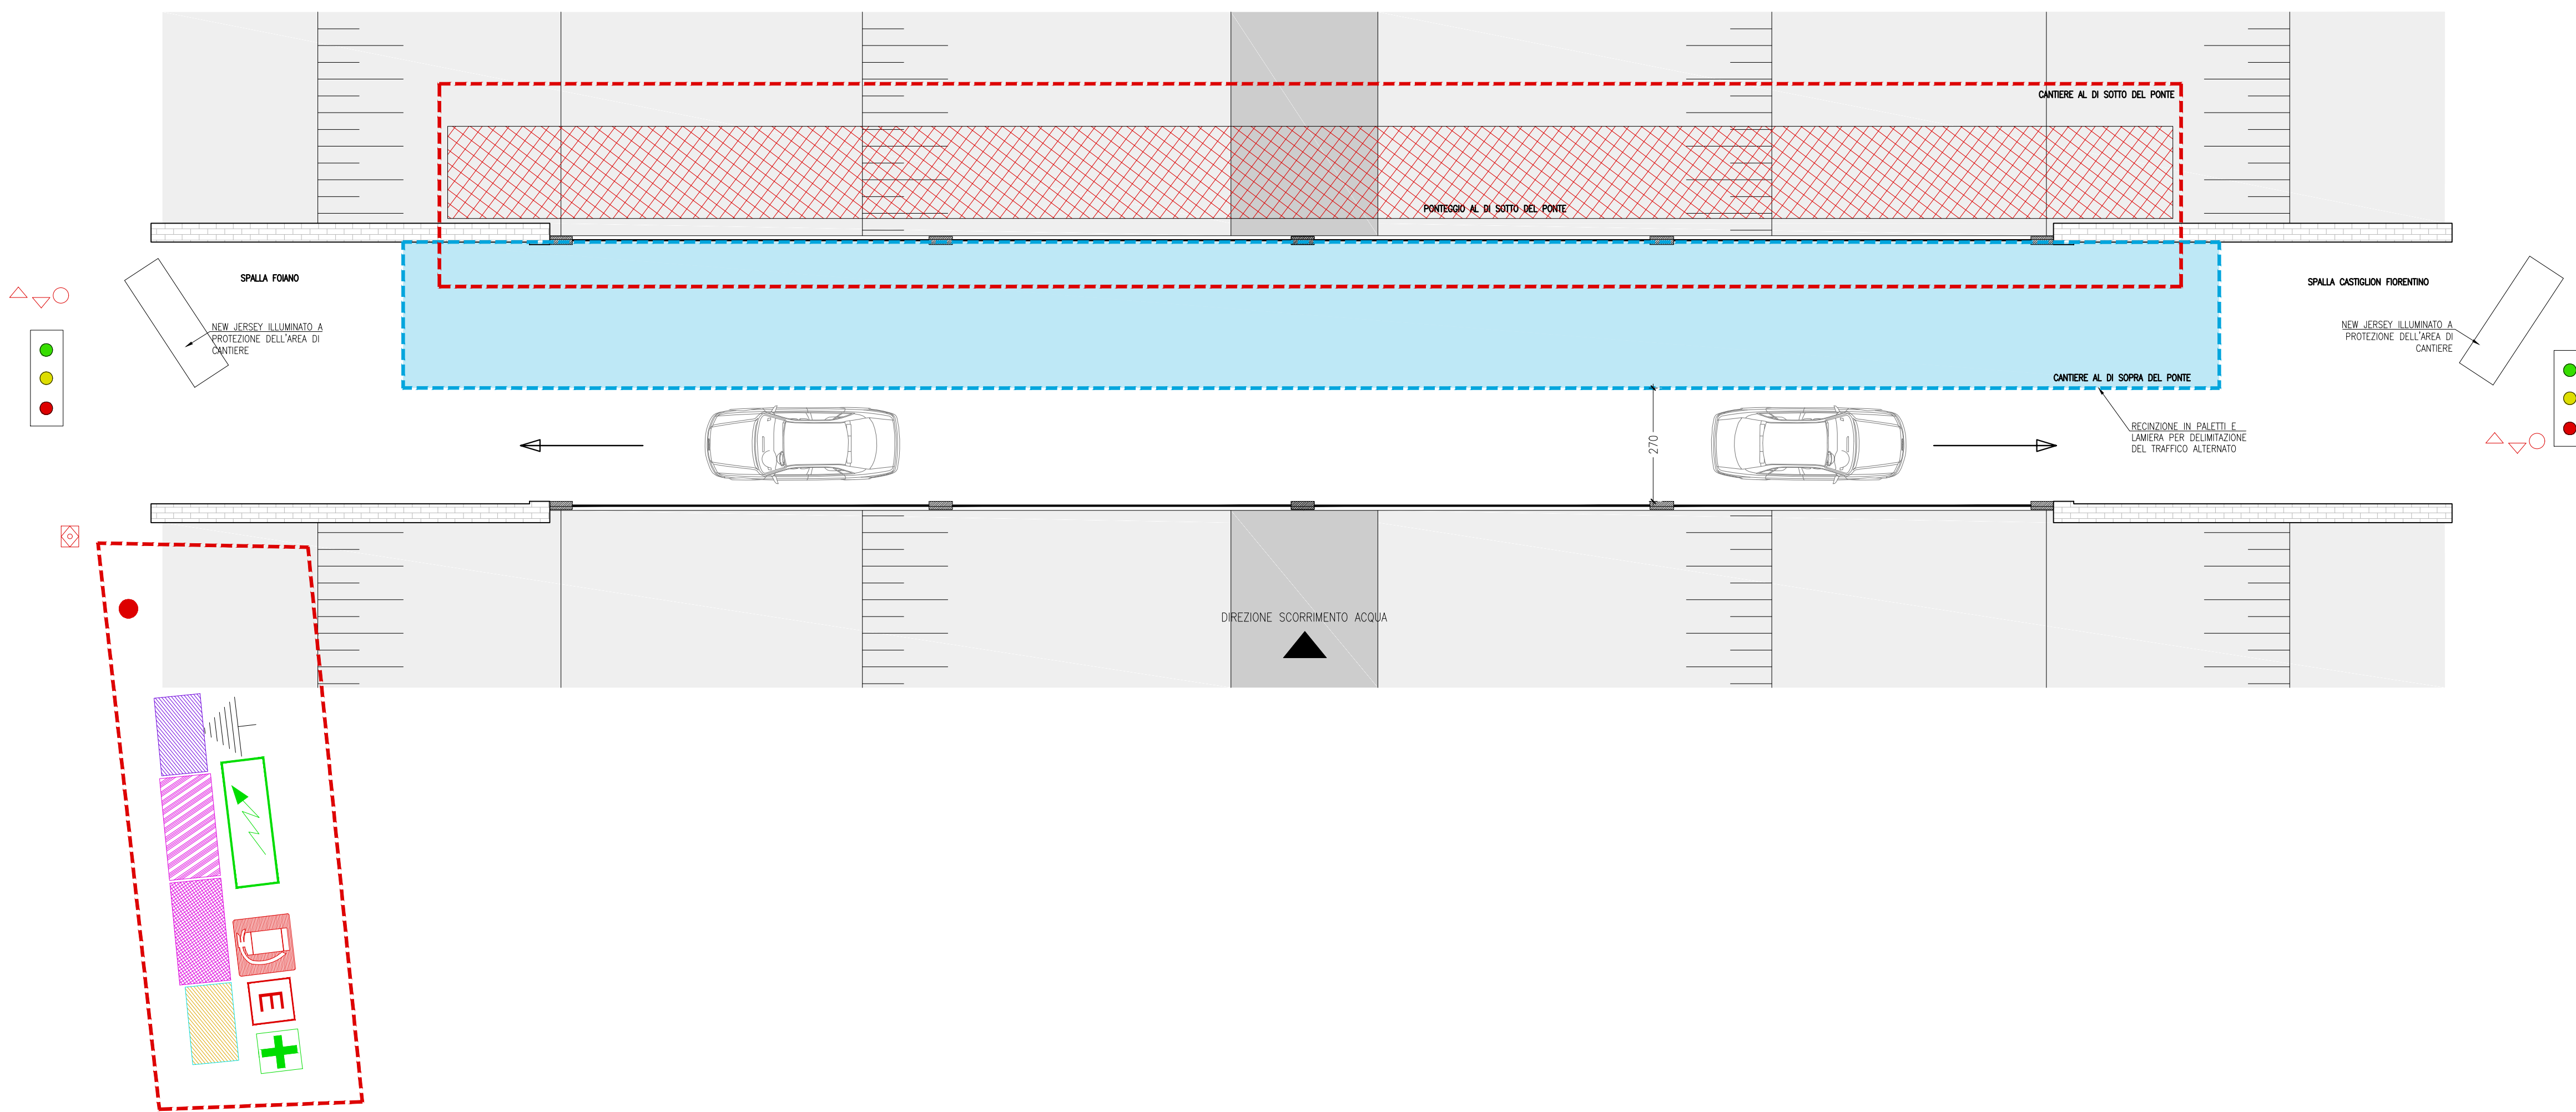 CANTIERE AL DI SOTTO DEL PONTE
PONTEGGIO AL DI SOTTO DEL PONTE
SPALLA FOIANO
SPALLA CASTIGLION FIORENTINO
NEW JERSEY ILLUMINATO A
PROTEZIONE DELL'AREA DI
CANTIERE
NEW JERSEY ILLUMINATO A
PROTEZIONE DELL'AREA DI
CANTIERE
CANTIERE AL DI SOPRA DEL PONTE
270
RECINZIONE IN PALETTI E
LAMIERA PER DELIMITAZIONE
DEL TRAFFICO ALTERNATO
DIREZIONE SCORRIMENTO ACQUA
E